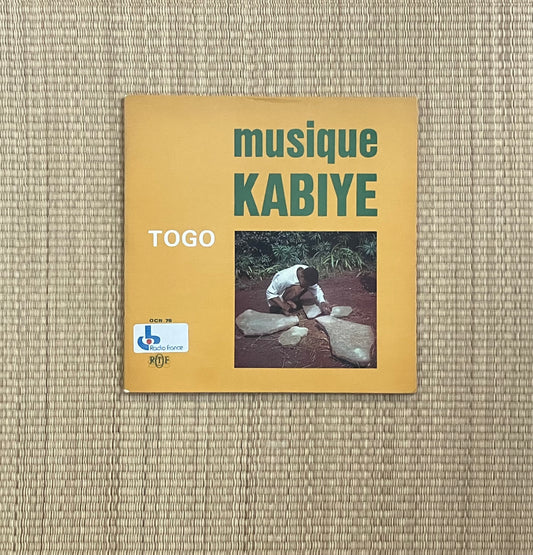 musique
KABIYE
TOGO
OCR 76
Radio France